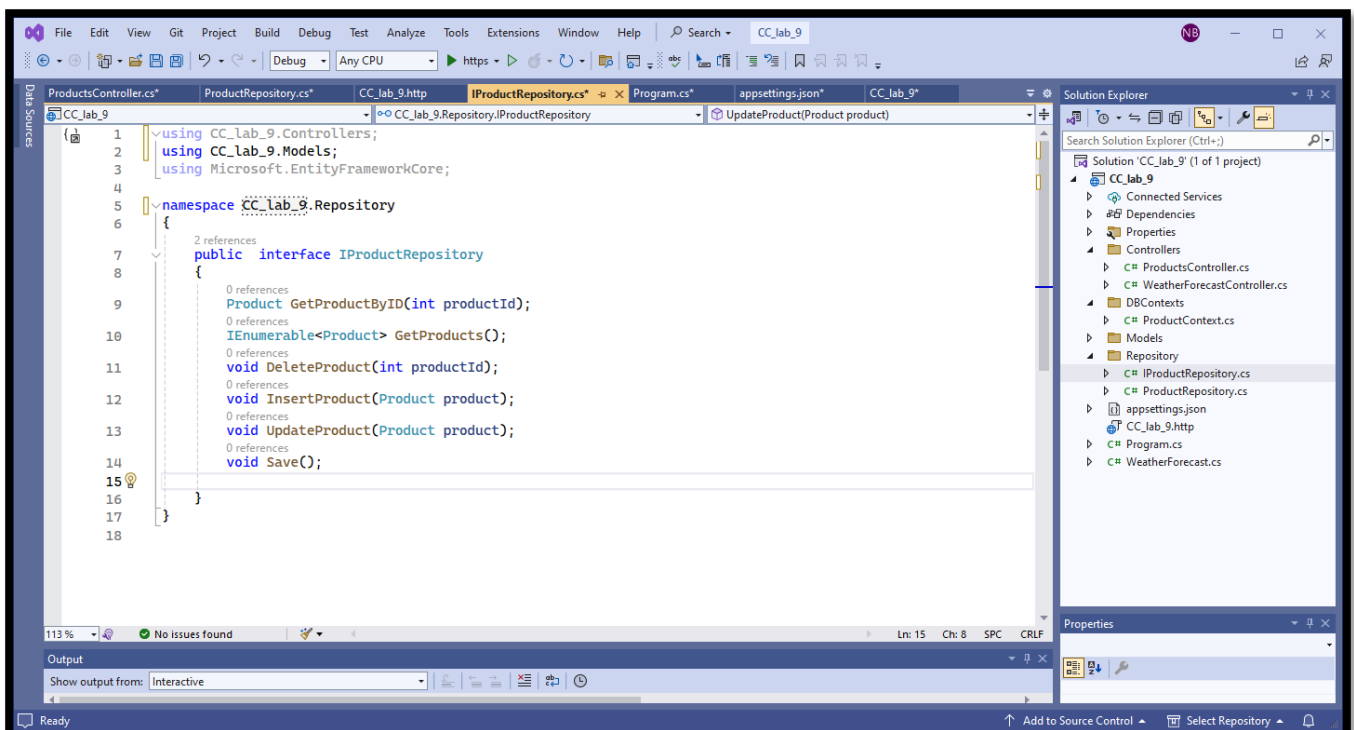 File Edit View Git Project Build Debug Test Analyze Tools Extensions Window Help Search CC_lab_9 NB
Debug Any CPU https
Data Sources
ProductsController.cs* ProductRepository.cs* CC_lab_9.http IProductRepository.cs* Program.cs* appsettings.json* CC_lab_9*
CC_lab_9 CC_lab_9.Repository.IProductRepository UpdateProduct(Product product)
1 using CC_lab_9.Controllers;
2 using CC_lab_9.Models;
3 using Microsoft.EntityFrameworkCore;
4
5 namespace CC_lab_9.Repository
6 {
2 references
7 public interface IProductRepository
8 {
0 references
9 Product GetProductByID(int productId);
0 references
10 IEnumerable<Product> GetProducts();
0 references
11 void DeleteProduct(int productId);
0 references
12 void InsertProduct(Product product);
0 references
13 void UpdateProduct(Product product);
0 references
14 void Save();
15
16 }
17 }
18
113 % No issues found Ln: 15 Ch: 8 SPC CRLF
Output
Show output from: Interactive
Solution Explorer
Search Solution Explorer (Ctrl+;)
Solution 'CC_lab_9' (1 of 1 project)
CC_lab_9
Connected Services
Dependencies
Properties
Controllers
C# ProductsController.cs
C# WeatherForecastController.cs
DBContexts
C# ProductContext.cs
Models
Repository
C# IProductRepository.cs
C# ProductRepository.cs
appsettings.json
CC_lab_9.http
C# Program.cs
C# WeatherForecast.cs
Properties
Ready Add to Source Control Select Repository